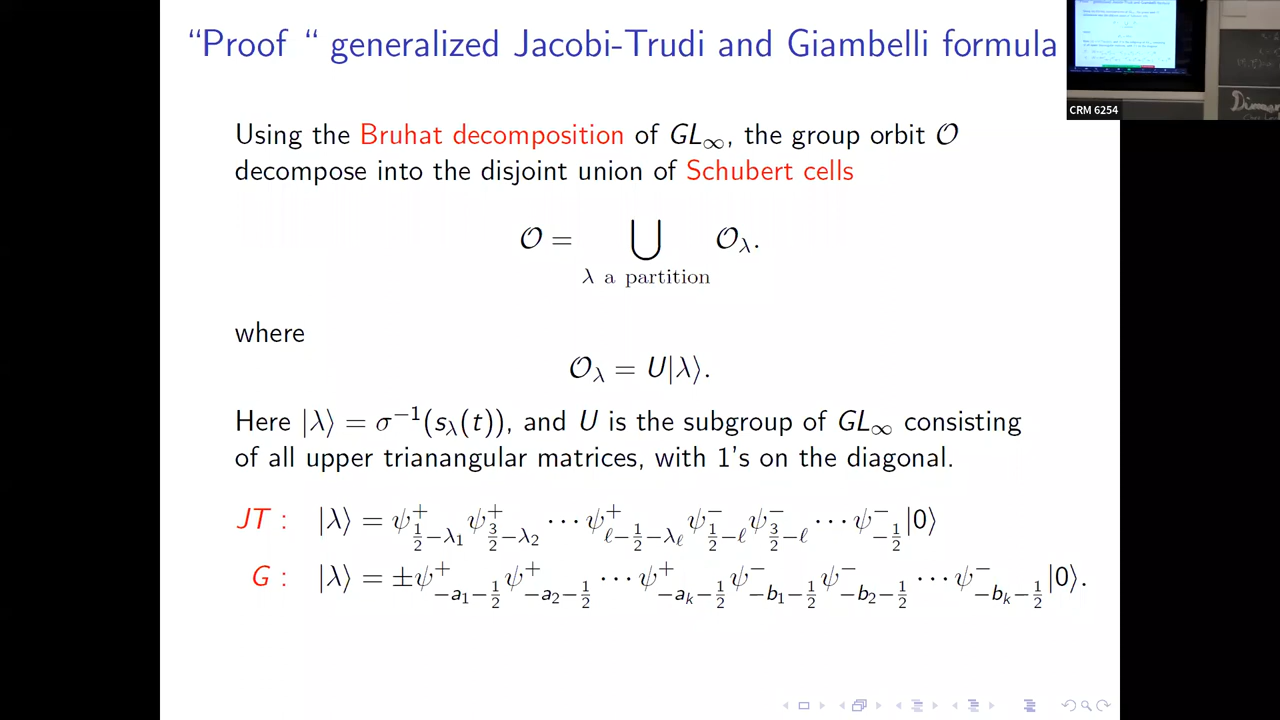 “Proof “ generalized Jacobi-Trudi and Giambelli formula
CRM 6254
Using the Bruhat decomposition of GL∞, the group orbit 𝒪
decompose into the disjoint union of Schubert cells
𝒪 = ⋃_{λ a partition} 𝒪_λ.
where
𝒪_λ = U|λ⟩.
Here |λ⟩ = σ^{-1}(s_λ(t)), and U is the subgroup of GL∞ consisting
of all upper trianangular matrices, with 1's on the diagonal.
JT : |λ⟩ = ψ^+_{1/2−λ_1} ψ^+_{3/2−λ_2} ⋯ ψ^+_{ℓ−1/2−λ_ℓ} ψ^−_{1/2−ℓ} ψ^−_{3/2−ℓ} ⋯ ψ^−_{−1/2}|0⟩
G : |λ⟩ = ±ψ^+_{−a_1−1/2} ψ^+_{−a_2−1/2} ⋯ ψ^+_{−a_k−1/2} ψ^−_{−b_1−1/2} ψ^−_{−b_2−1/2} ⋯ ψ^−_{−b_k−1/2}|0⟩.